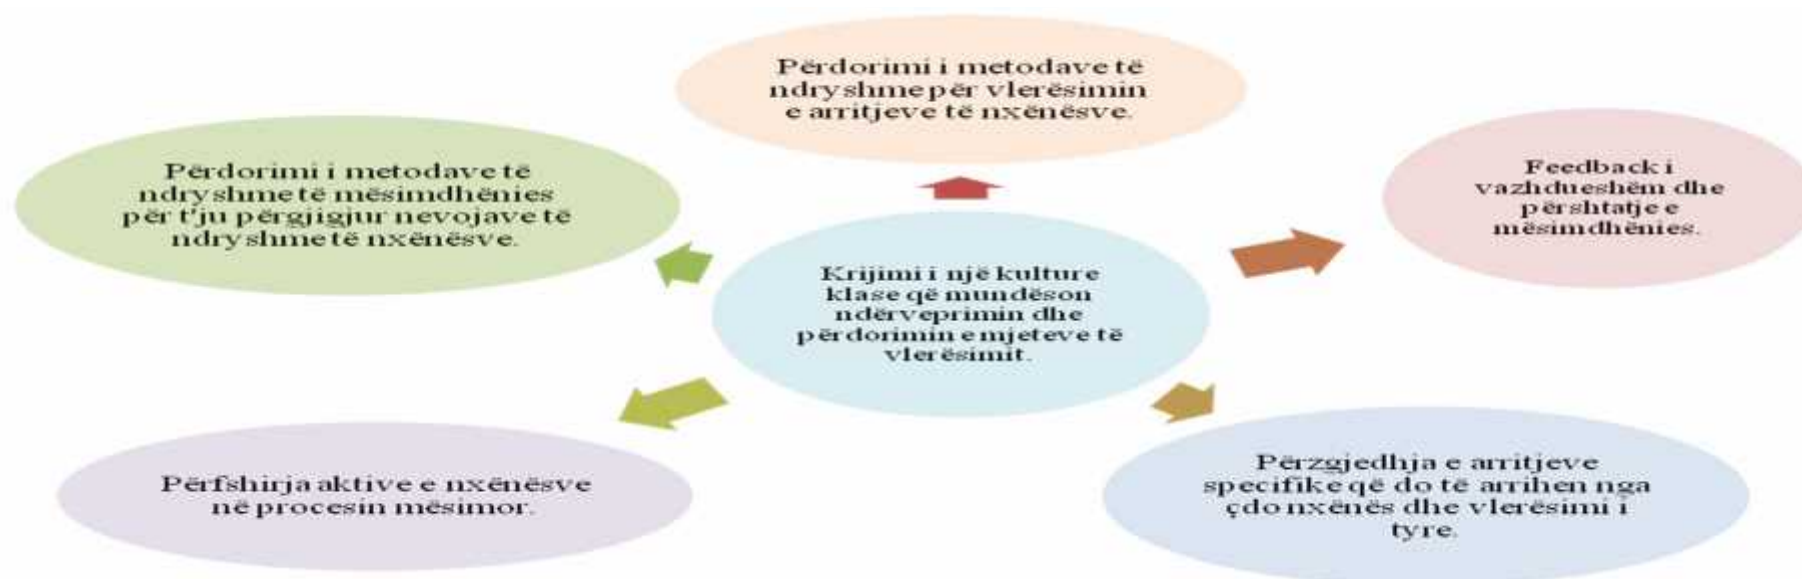 Përdorimi i metodave të
ndryshme për vlerësimin
e arritjeve të nxënësve.
Përdorimi i metodave të
ndryshme të mësimdhënies
për t'ju përgjigjur nevojave të
ndryshme të nxënësve.
Feedback i
vazhdueshëm dhe
përshtatje e
mësimdhënies.
Krijimi i një kulture
klase që mundëson
ndërveprimin dhe
përdorimin e mjeteve të
vlerësimit.
Përfshirja aktive e nxënësve
në procesin mësimor.
Përzgjedhja e arritjeve
specifike që do të arrihen nga
çdo nxënës dhe vlerësimi i
tyre.